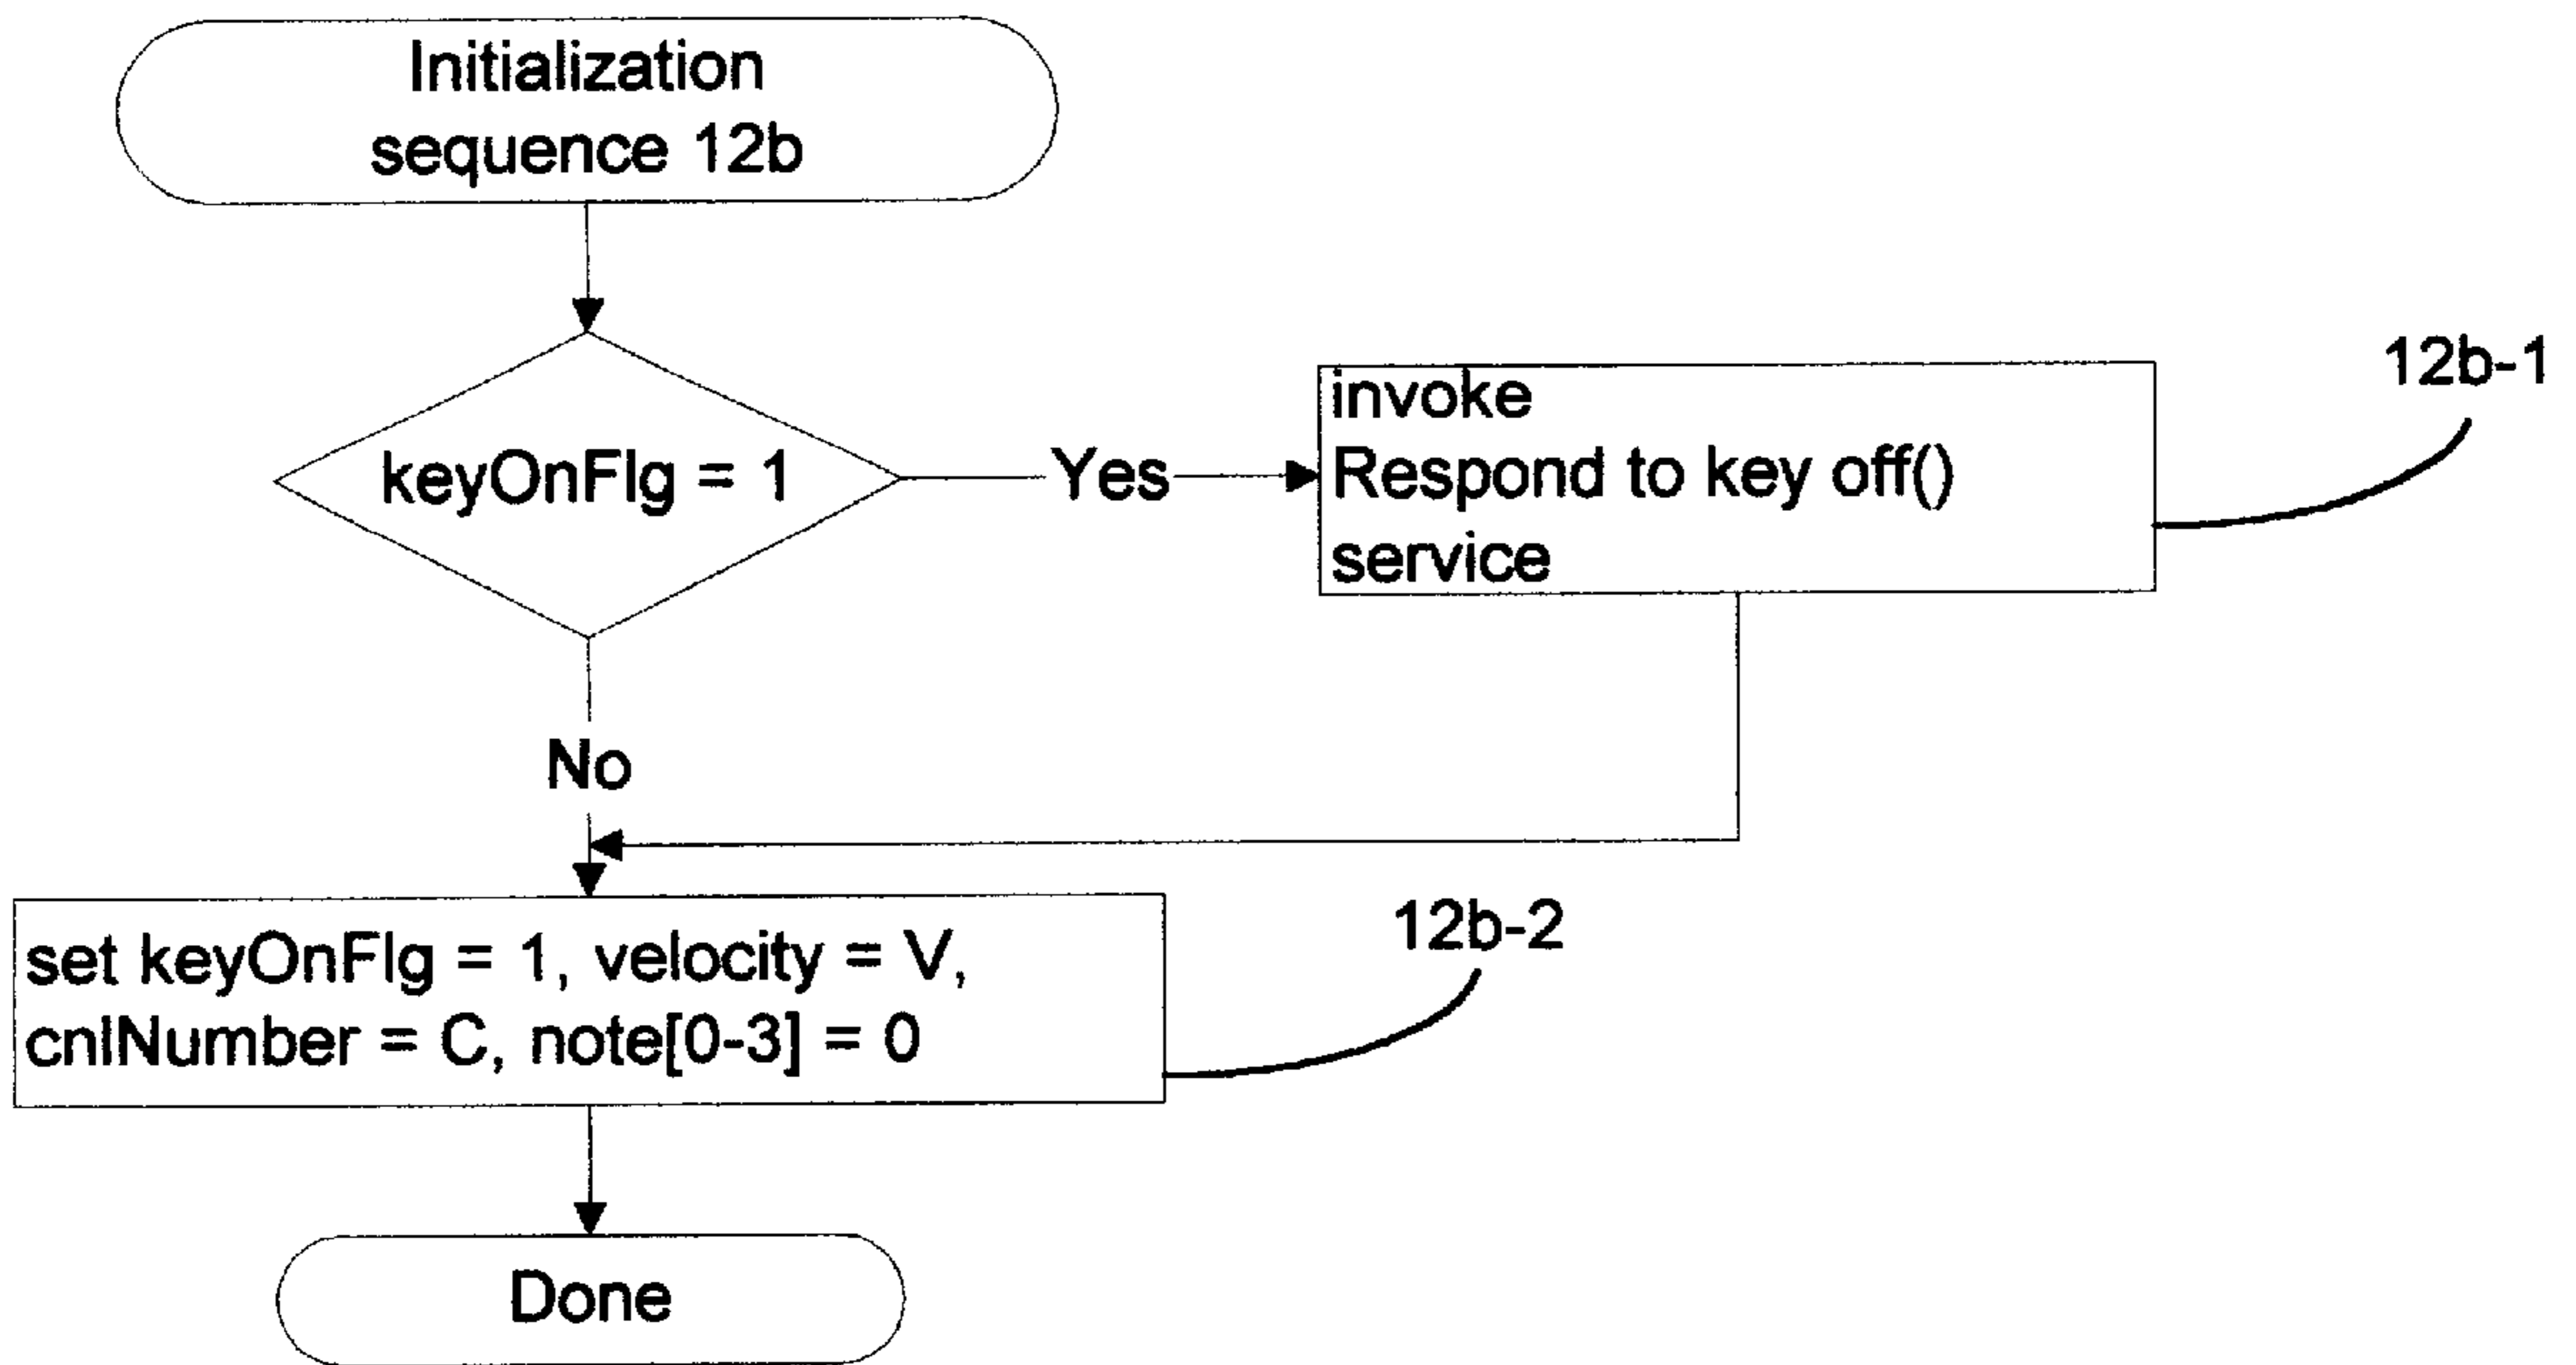 Initialization
sequence 12b
keyOnFlg = 1
Yes
invoke
Respond to key off()
service
12b-1
No
set keyOnFlg = 1, velocity = V,
cnlNumber = C, note[0-3] = 0
12b-2
Done